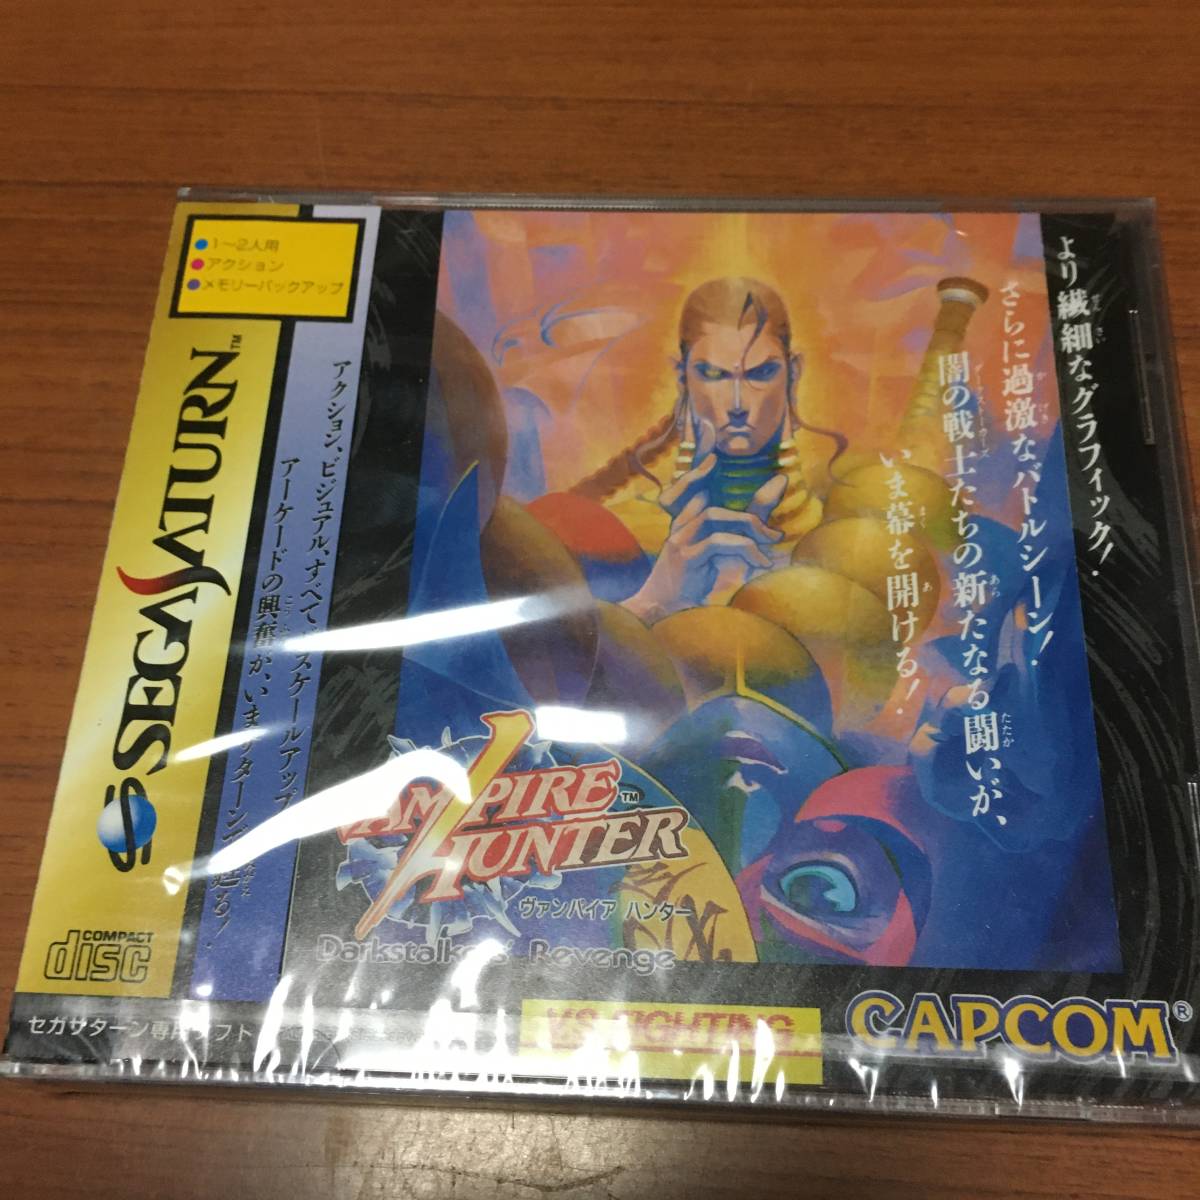 1〜2人用
アクション
メモリーバックアップ
SEGA SATURN™
COMPACT
disc
アクション、ビジュアル、すべて
スケールアップ
アーケードの興奮が、いま
ターン
る!
より繊細なグラフィック!
さらに過激なバトルシーン!
闇の戦士たちの新たなる闘いが、
いま幕を開ける!
VAMPIRE
HUNTER™
ヴァンパイア ハンター
Darkstalkers' Revenge
セガサターン専用ソフト
VS. FIGHTING
CAPCOM®